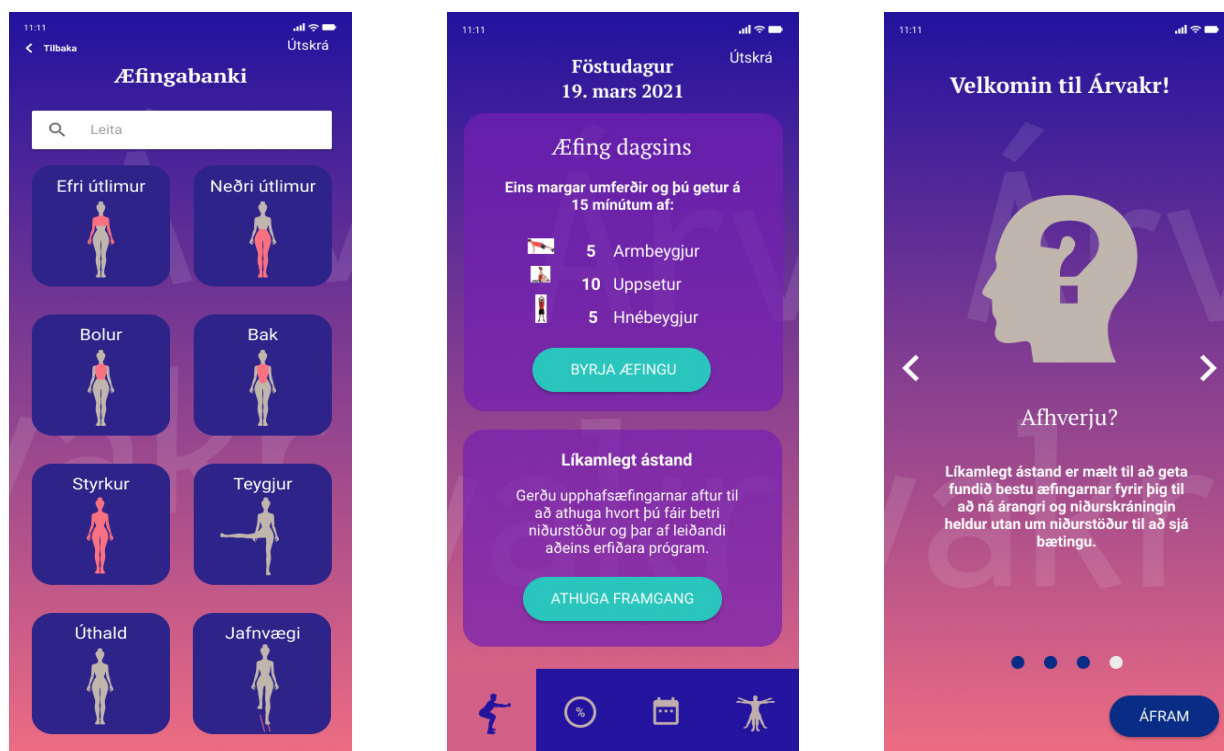 11:11
Tilbaka
Útskrá
Æfingabanki
Leita
Efri útlimur
Neðri útlimur
Bolur
Bak
Styrkur
Teygjur
Úthald
Jafnvægi
11:11
Útskrá
Föstudagur
19. mars 2021
Æfing dagsins
Eins margar umferðir og þú getur á
15 mínútum af:
5 Armbeygjur
10 Uppsetur
5 Hnébeygjur
BYRJA ÆFINGU
Líkamlegt ástand
Gerðu upphafsæfingarnar aftur til
að athuga hvort þú fáir betri
niðurstöður og þar af leiðandi
aðeins erfiðara prógram.
ATHUGA FRAMGANG
%
11:11
Velkomin til Árvakr!
?
Afhverju?
Líkamlegt ástand er mælt til að geta
fundið bestu æfingarnar fyrir þig til
að ná árangri og niðurskráningin
heldur utan um niðurstöður til að sjá
bætingu.
ÁFRAM